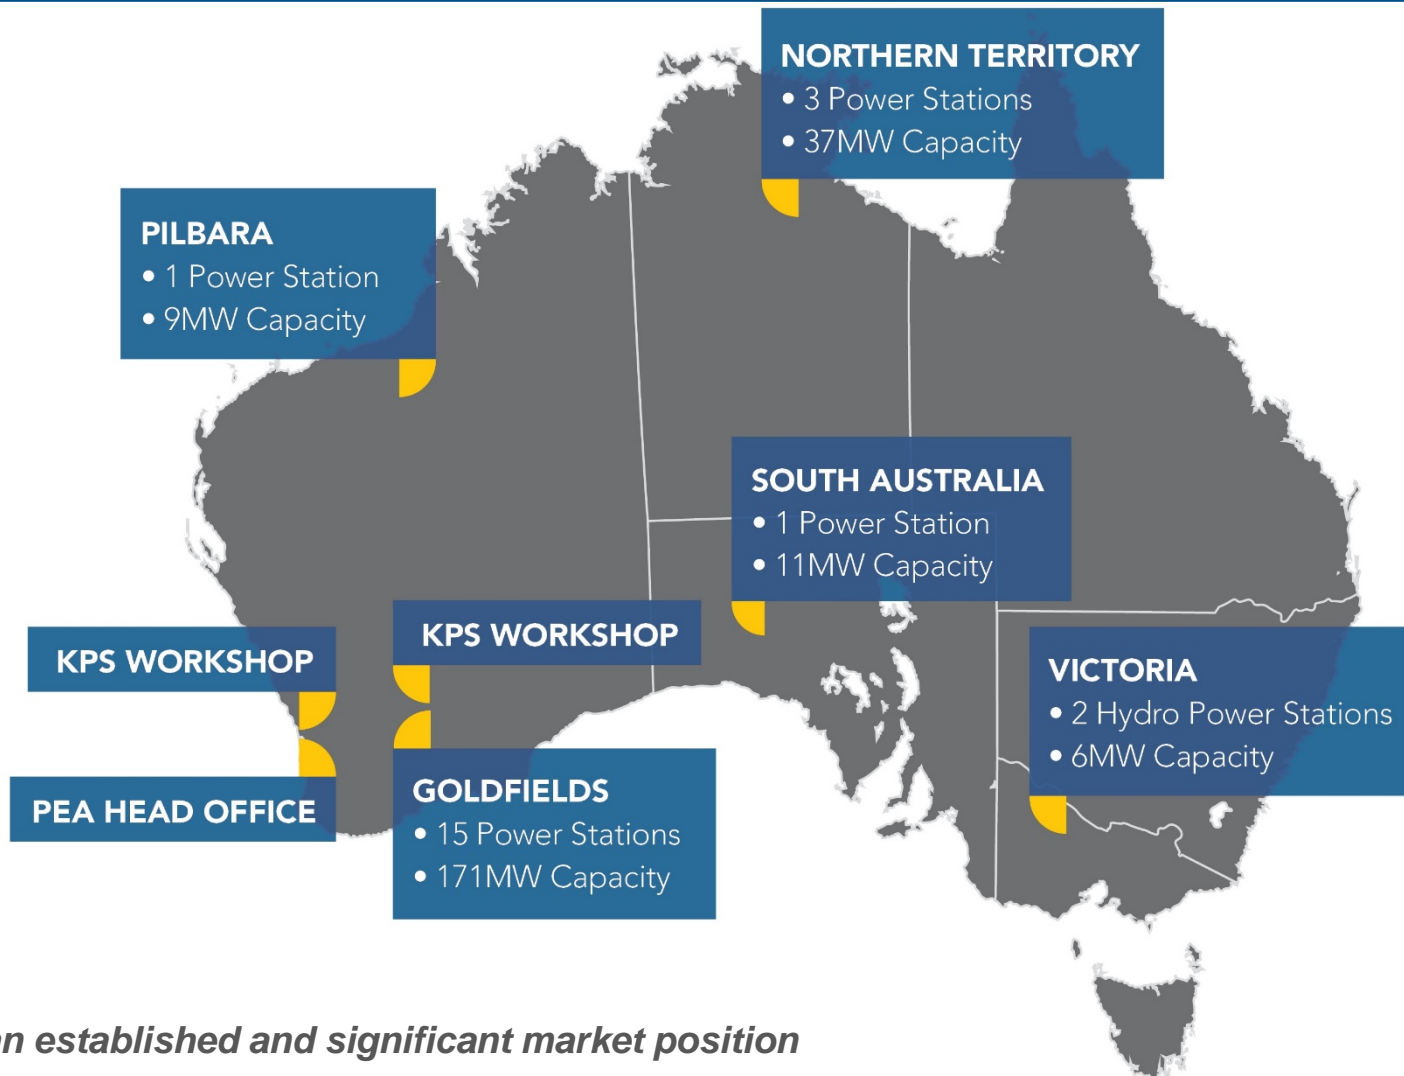 NORTHERN TERRITORY
• 3 Power Stations
• 37MW Capacity
PILBARA
• 1 Power Station
• 9MW Capacity
SOUTH AUSTRALIA
• 1 Power Station
• 11MW Capacity
KPS WORKSHOP
KPS WORKSHOP
VICTORIA
• 2 Hydro Power Stations
• 6MW Capacity
PEA HEAD OFFICE
GOLDFIELDS
• 15 Power Stations
• 171MW Capacity
established and significant market position